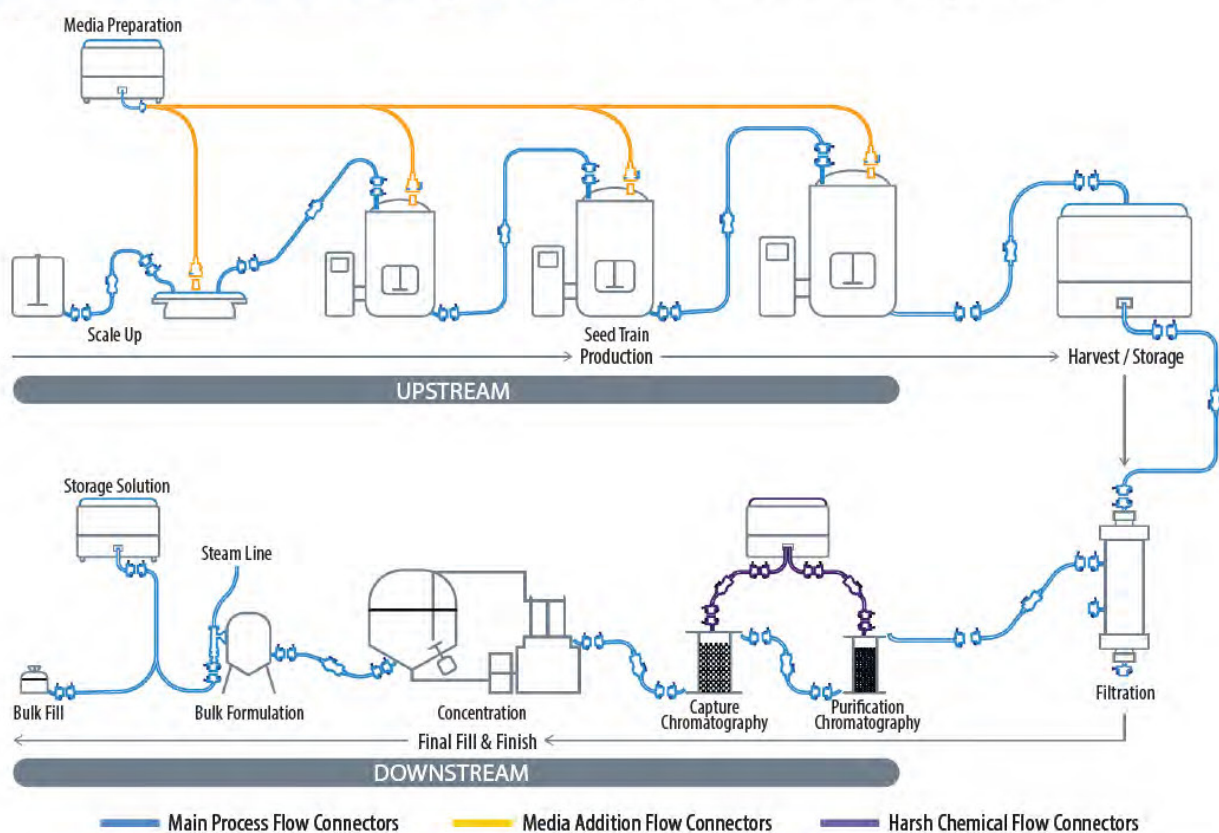 Media Preparation
Scale Up
Seed Train
Production
Harvest / Storage
UPSTREAM
Storage Solution
Steam Line
Bulk Fill
Bulk Formulation
Concentration
Capture
Chromatography
Purification
Chromatography
Filtration
Final Fill & Finish
DOWNSTREAM
Main Process Flow Connectors
Media Addition Flow Connectors
Harsh Chemical Flow Connectors